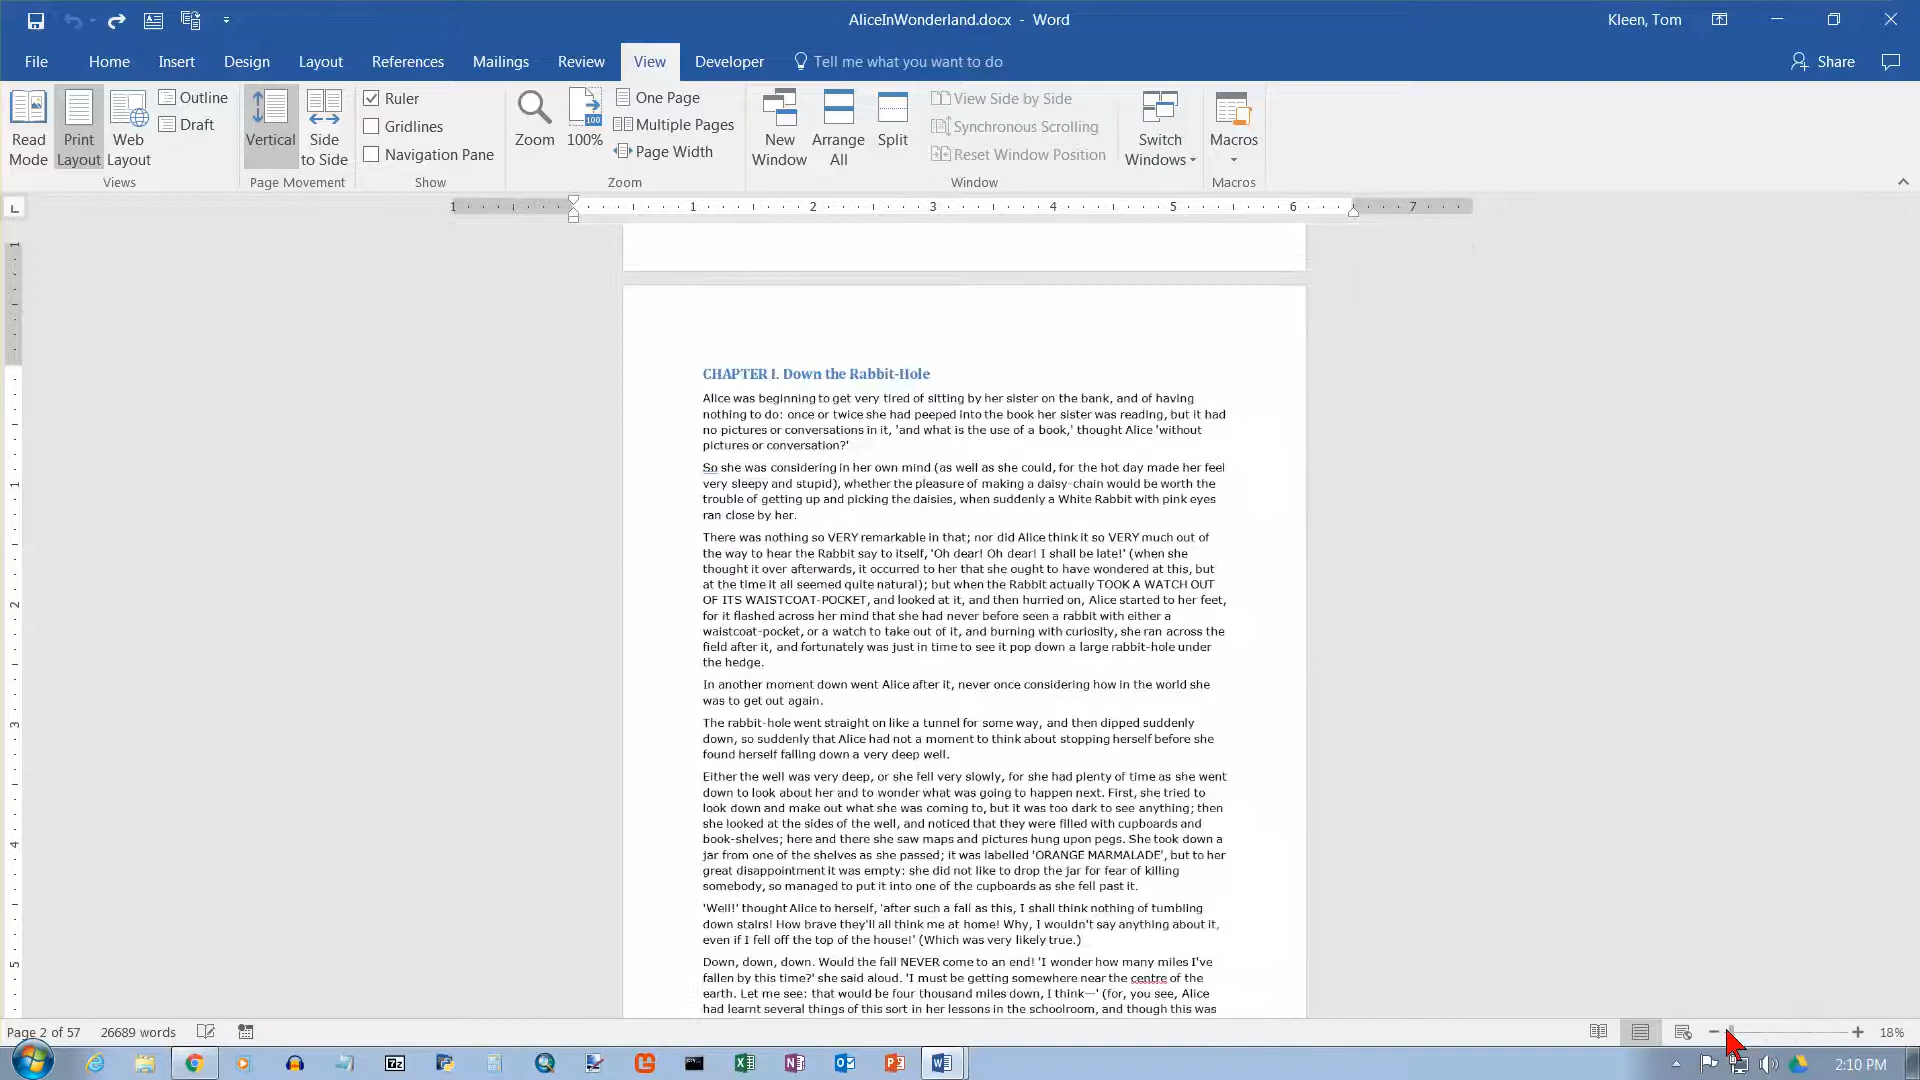 AliceInWonderland.docx - Word
Kleen, Tom
File Home Insert Design Layout References Mailings Review View Developer Tell me what you want to do Share
Read Mode
Print Layout
Web Layout
Outline
Draft
Views
Vertical
Side to Side
Page Movement
Ruler
Gridlines
Navigation Pane
Show
Zoom
100
100%
One Page
Multiple Pages
Page Width
Zoom
New Window
Arrange All
Split
View Side by Side
Synchronous Scrolling
Reset Window Position
Switch Windows
Window
Macros
Macros
1 1 2 3 4 5 6 7
1
1
2
3
4
5
CHAPTER I. Down the Rabbit-Hole
Alice was beginning to get very tired of sitting by her sister on the bank, and of having
nothing to do: once or twice she had peeped into the book her sister was reading, but it had
no pictures or conversations in it, 'and what is the use of a book,' thought Alice 'without
pictures or conversation?'
So she was considering in her own mind (as well as she could, for the hot day made her feel
very sleepy and stupid), whether the pleasure of making a daisy-chain would be worth the
trouble of getting up and picking the daisies, when suddenly a White Rabbit with pink eyes
ran close by her.
There was nothing so VERY remarkable in that; nor did Alice think it so VERY much out of
the way to hear the Rabbit say to itself, 'Oh dear! Oh dear! I shall be late!' (when she
thought it over afterwards, it occurred to her that she ought to have wondered at this, but
at the time it all seemed quite natural); but when the Rabbit actually TOOK A WATCH OUT
OF ITS WAISTCOAT-POCKET, and looked at it, and then hurried on, Alice started to her feet,
for it flashed across her mind that she had never before seen a rabbit with either a
waistcoat-pocket, or a watch to take out of it, and burning with curiosity, she ran across the
field after it, and fortunately was just in time to see it pop down a large rabbit-hole under
the hedge.
In another moment down went Alice after it, never once considering how in the world she
was to get out again.
The rabbit-hole went straight on like a tunnel for some way, and then dipped suddenly
down, so suddenly that Alice had not a moment to think about stopping herself before she
found herself falling down a very deep well.
Either the well was very deep, or she fell very slowly, for she had plenty of time as she went
down to look about her and to wonder what was going to happen next. First, she tried to
look down and make out what she was coming to, but it was too dark to see anything; then
she looked at the sides of the well, and noticed that they were filled with cupboards and
book-shelves; here and there she saw maps and pictures hung upon pegs. She took down a
jar from one of the shelves as she passed; it was labelled 'ORANGE MARMALADE', but to her
great disappointment it was empty: she did not like to drop the jar for fear of killing
somebody, so managed to put it into one of the cupboards as she fell past it.
'Well!' thought Alice to herself, 'after such a fall as this, I shall think nothing of tumbling
down stairs! How brave they'll all think me at home! Why, I wouldn't say anything about it,
even if I fell off the top of the house!' (Which was very likely true.)
Down, down, down. Would the fall NEVER come to an end! 'I wonder how many miles I've
fallen by this time?' she said aloud. 'I must be getting somewhere near the centre of the
earth. Let me see: that would be four thousand miles down, I think—' (for, you see, Alice
had learnt several things of this sort in her lessons in the schoolroom, and though this was
Page 2 of 57 26689 words 18%
7z
2:10 PM